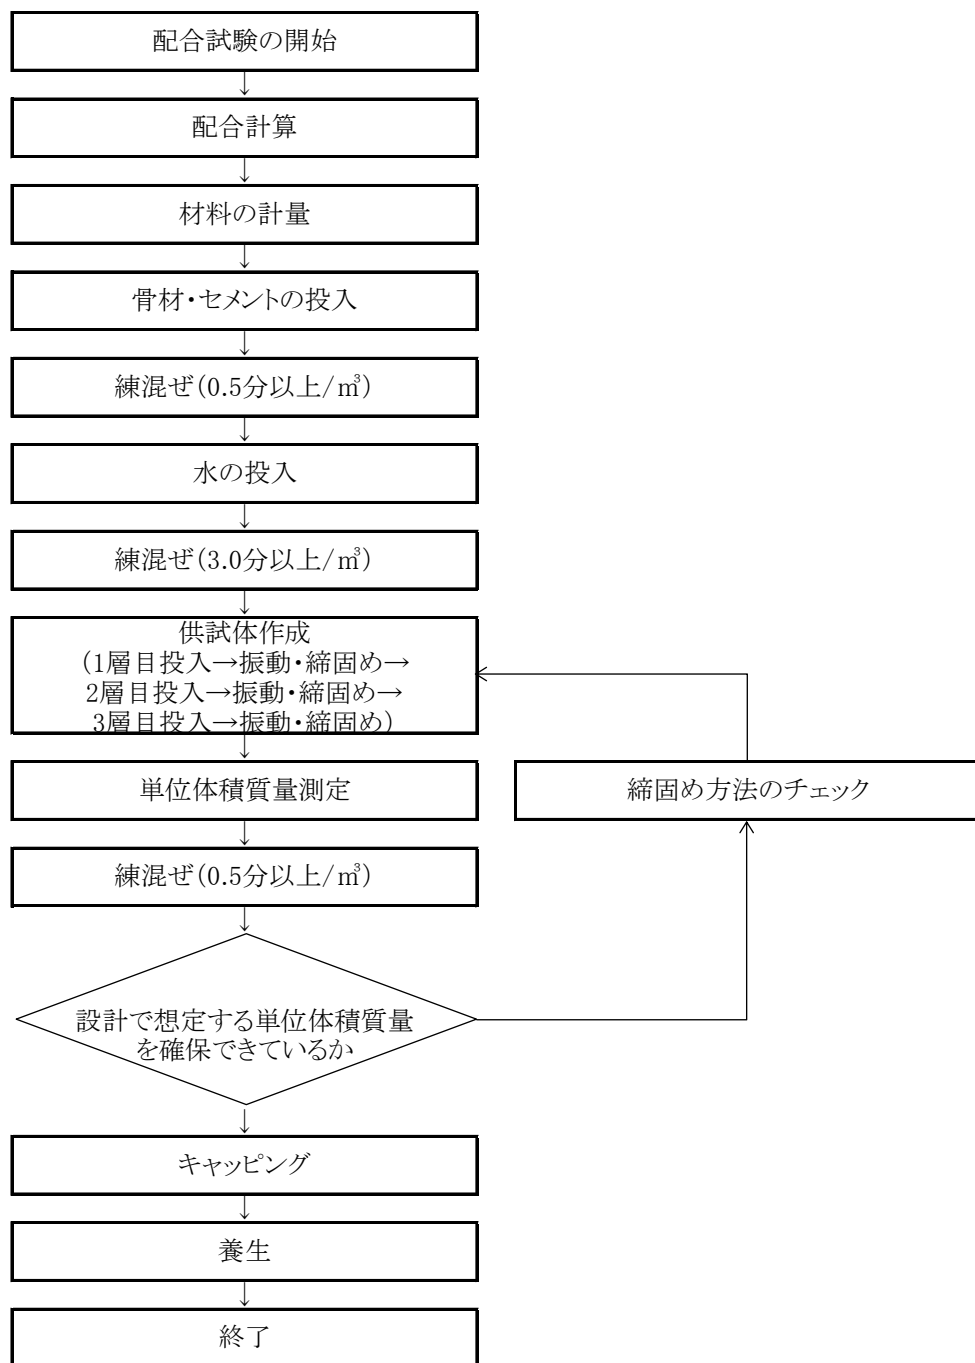 配合試験の開始
配合計算
材料の計量
骨材・セメントの投入
練混ぜ(0.5分以上/㎥)
水の投入
練混ぜ(3.0分以上/㎥)
供試体作成
(1層目投入→振動・締固め→
2層目投入→振動・締固め→
3層目投入→振動・締固め)
単位体積質量測定
締固め方法のチェック
練混ぜ(0.5分以上/㎥)
設計で想定する単位体積質量
を確保できているか
キャッピング
養生
終了